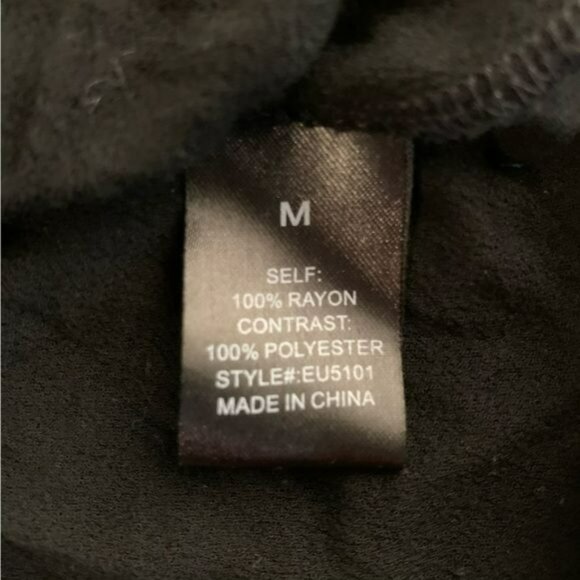 M
SELF:
100% RAYON
CONTRAST:
100% POLYESTER
STYLE#:EU5101
MADE IN CHINA